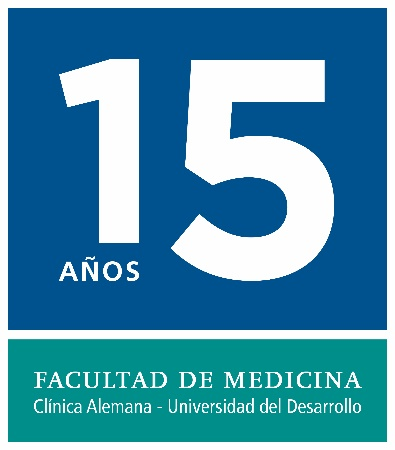 15
AÑOS
FACULTAD DE MEDICINA
Clínica Alemana - Universidad del Desarrollo